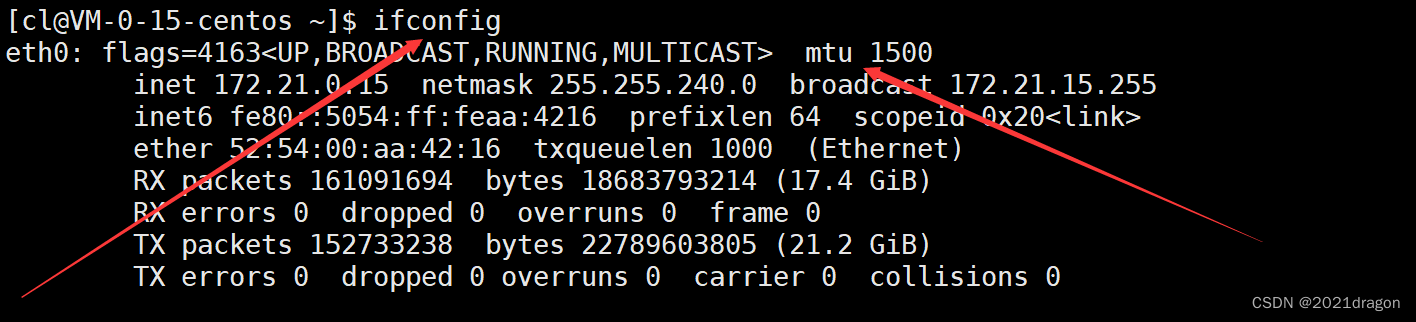 [cl@VM-0-15-centos ~]$ ifconfig
eth0: flags=4163<UP,BROADCAST,RUNNING,MULTICAST>  mtu 1500
        inet 172.21.0.15  netmask 255.255.240.0  broadcast 172.21.15.255
        inet6 fe80::5054:ff:feaa:4216  prefixlen 64  scopeid 0x20<link>
        ether 52:54:00:aa:42:16  txqueuelen 1000  (Ethernet)
        RX packets 161091694  bytes 18683793214 (17.4 GiB)
        RX errors 0  dropped 0  overruns 0  frame 0
        TX packets 152733238  bytes 22789603805 (21.2 GiB)
        TX errors 0  dropped 0 overruns 0  carrier 0  collisions 0
CSDN @2021dragon